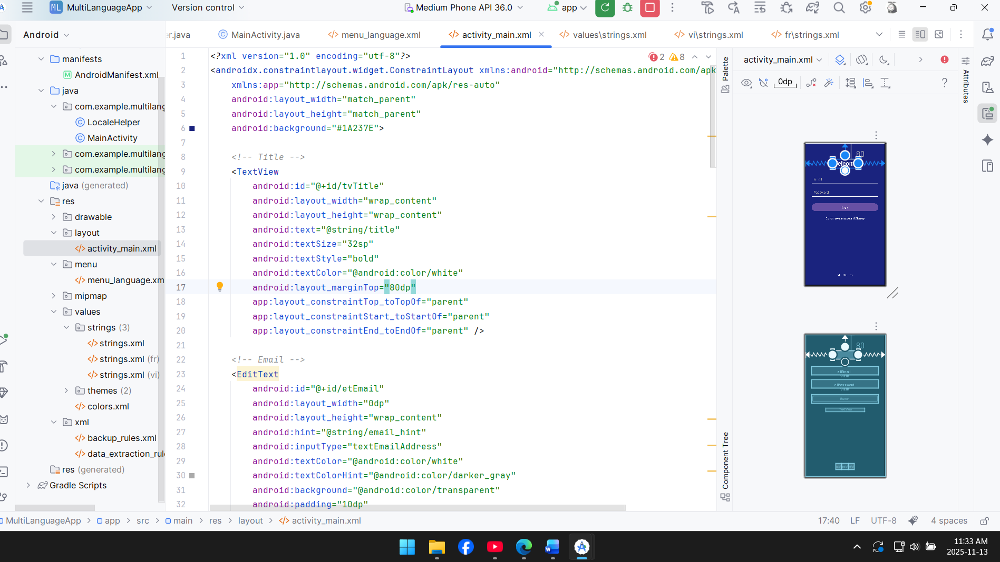 ML MultiLanguageApp
Version control
Medium Phone API 36.0
app
Android
er.java
MainActivity.java
menu_language.xml
activity_main.xml
values\strings.xml
vi\strings.xml
fr\strings.xml
manifests
AndroidManifest.xml
java
com.example.multilang
LocaleHelper
MainActivity
com.example.multilang
com.example.multilang
java (generated)
res
drawable
layout
activity_main.xml
menu
menu_language.xm
mipmap
values
strings (3)
strings.xml
strings.xml (fr)
strings.xml (vi)
themes (2)
colors.xml
xml
backup_rules.xml
data_extraction_rul
res (generated)
Gradle Scripts
2 8
1 <?xml version="1.0" encoding="utf-8"?>
2 <androidx.constraintlayout.widget.ConstraintLayout xmlns:android="http://schemas.android.com/apk
3 xmlns:app="http://schemas.android.com/apk/res-auto"
4 android:layout_width="match_parent"
5 android:layout_height="match_parent"
6 android:background="#1A237E">
7
8 <!-- Title -->
9 <TextView
10 android:id="@+id/tvTitle"
11 android:layout_width="wrap_content"
12 android:layout_height="wrap_content"
13 android:text="@string/title"
14 android:textSize="32sp"
15 android:textStyle="bold"
16 android:textColor="@android:color/white"
17 android:layout_marginTop="80dp"
18 app:layout_constraintTop_toTopOf="parent"
19 app:layout_constraintStart_toStartOf="parent"
20 app:layout_constraintEnd_toEndOf="parent" />
21
22 <!-- Email -->
23 <EditText
24 android:id="@+id/etEmail"
25 android:layout_width="0dp"
26 android:layout_height="wrap_content"
27 android:hint="@string/email_hint"
28 android:inputType="textEmailAddress"
29 android:textColor="@android:color/white"
30 android:textColorHint="@android:color/darker_gray"
31 android:background="@android:color/transparent"
32 android:padding="10dp"
Palette
Component Tree
activity_main.xml
0dp
Attributes
80
elcom
Email
Password
Login
Do not have an account? Sign up
80
elEmail
view
elPassword
view
Button
TextView
MultiLanguageApp > app > src > main > res > layout > activity_main.xml
17:40 LF UTF-8 4 spaces
11:33 AM
2025-11-13